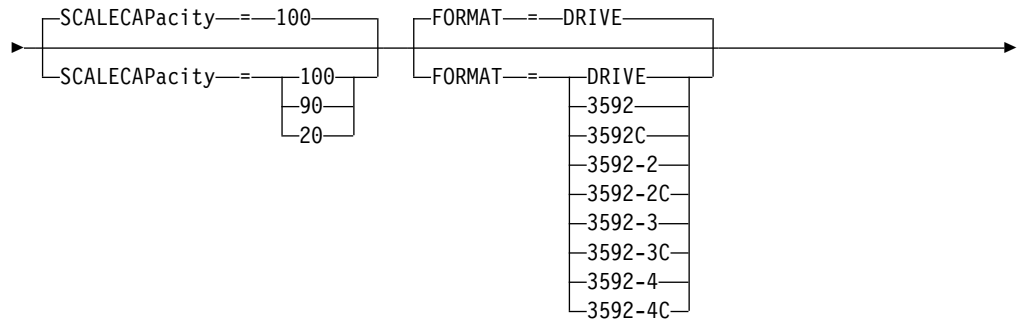 SCALECAPacity = 100 FORMAT = DRIVE
SCALECAPacity = 100 FORMAT = DRIVE
90 3592
20 3592C
3592-2
3592-2C
3592-3
3592-3C
3592-4
3592-4C